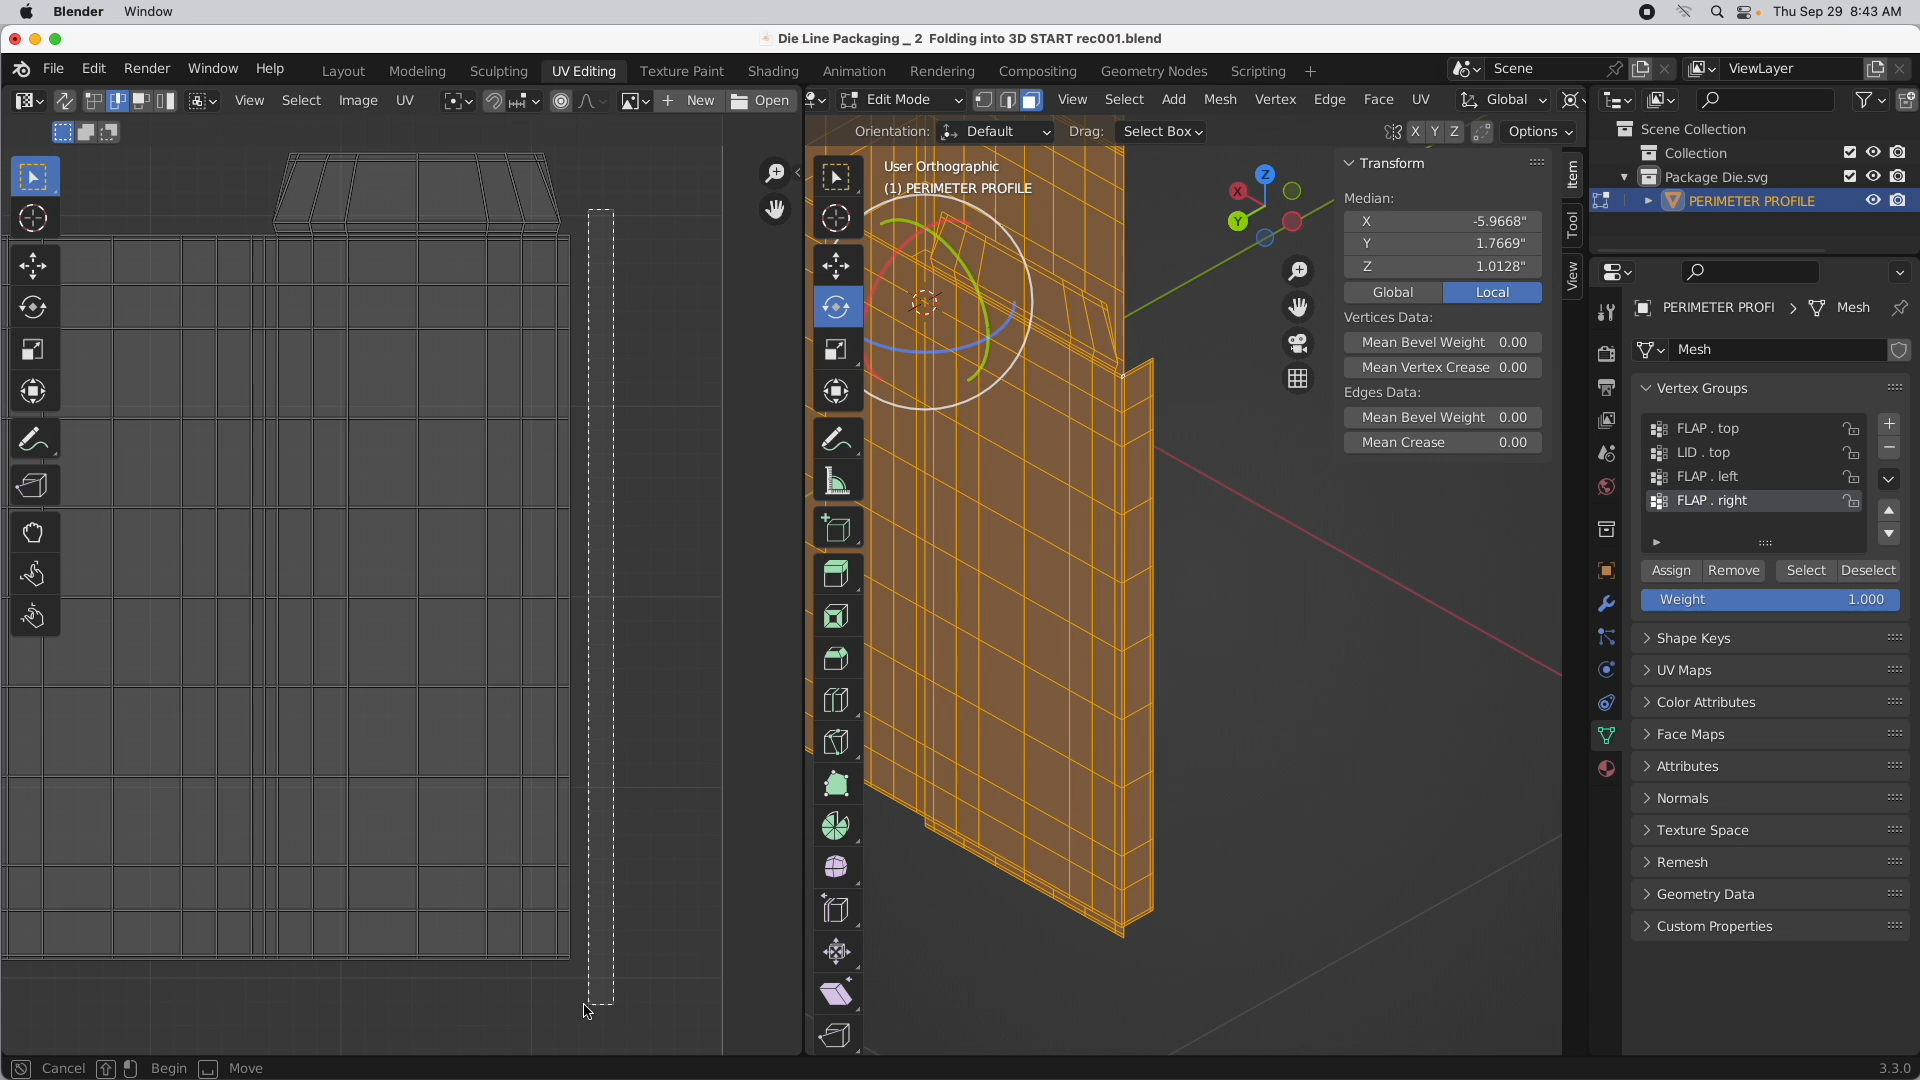 Blender Window Thu Sep 29 8:43 AM
Die Line Packaging _ 2 Folding into 3D START rec001.blend
File Edit Render Window Help Layout Modeling Sculpting UV Editing Texture Paint Shading Animation Rendering Compositing Geometry Nodes Scripting + Scene ViewLayer
View Select Image UV New Open Edit Mode View Select Add Mesh Vertex Edge Face UV Global
Orientation: Default Drag: Select Box X Y Z Options
Scene Collection
Collection
Package Die.svg
PERIMETER PROFILE
User Orthographic
(1) PERIMETER PROFILE
Z
X
Y
Transform
Median:
X -5.9668"
Y 1.7669"
Z 1.0128"
Global Local
Vertices Data:
Mean Bevel Weight 0.00
Mean Vertex Crease 0.00
Edges Data:
Mean Bevel Weight 0.00
Mean Crease 0.00
Item
Tool
View
PERIMETER PROFI Mesh
Mesh
Vertex Groups
FLAP . top
LID . top
FLAP . left
FLAP . right
Assign Remove Select Deselect
Weight 1.000
Shape Keys
UV Maps
Color Attributes
Face Maps
Attributes
Normals
Texture Space
Remesh
Geometry Data
Custom Properties
Cancel Begin Move 3.3.0